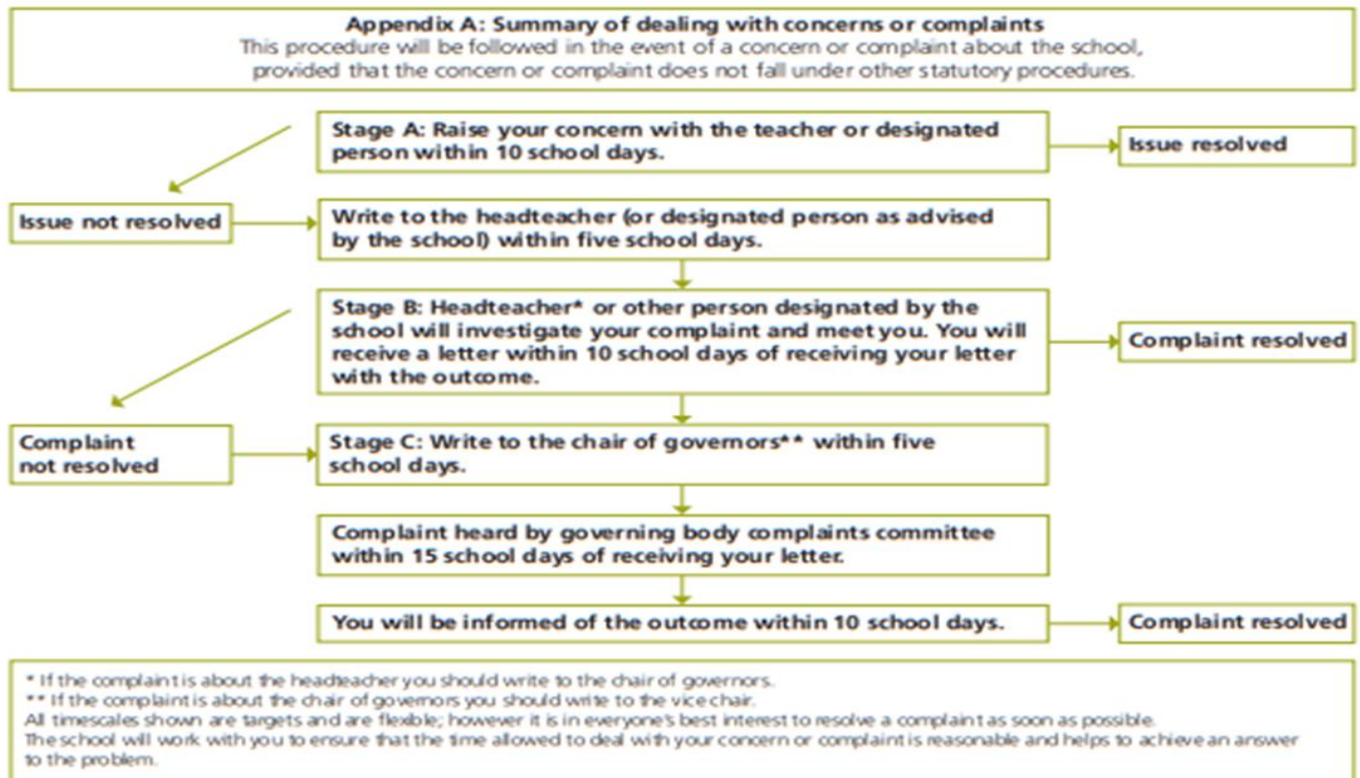 Appendix A: Summary of dealing with concerns or complaints
This procedure will be followed in the event of a concern or complaint about the school,
provided that the concern or complaint does not fall under other statutory procedures.
Stage A: Raise your concern with the teacher or designated
person within 10 school days.
Issue resolved
Issue not resolved
Write to the headteacher (or designated person as advised
by the school) within five school days.
Stage B: Headteacher* or other person designated by the
school will investigate your complaint and meet you. You will
receive a letter within 10 school days of receiving your letter
with the outcome.
Complaint resolved
Complaint
not resolved
Stage C: Write to the chair of governors** within five
school days.
Complaint heard by governing body complaints committee
within 15 school days of receiving your letter.
You will be informed of the outcome within 10 school days.
Complaint resolved
* If the complaint is about the headteacher you should write to the chair of governors.
** If the complaint is about the chair of governors you should write to the vice chair.
All timescales shown are targets and are flexible; however it is in everyone's best interest to resolve a complaint as soon as possible.
The school will work with you to ensure that the time allowed to deal with your concern or complaint is reasonable and helps to achieve an answer
to the problem.